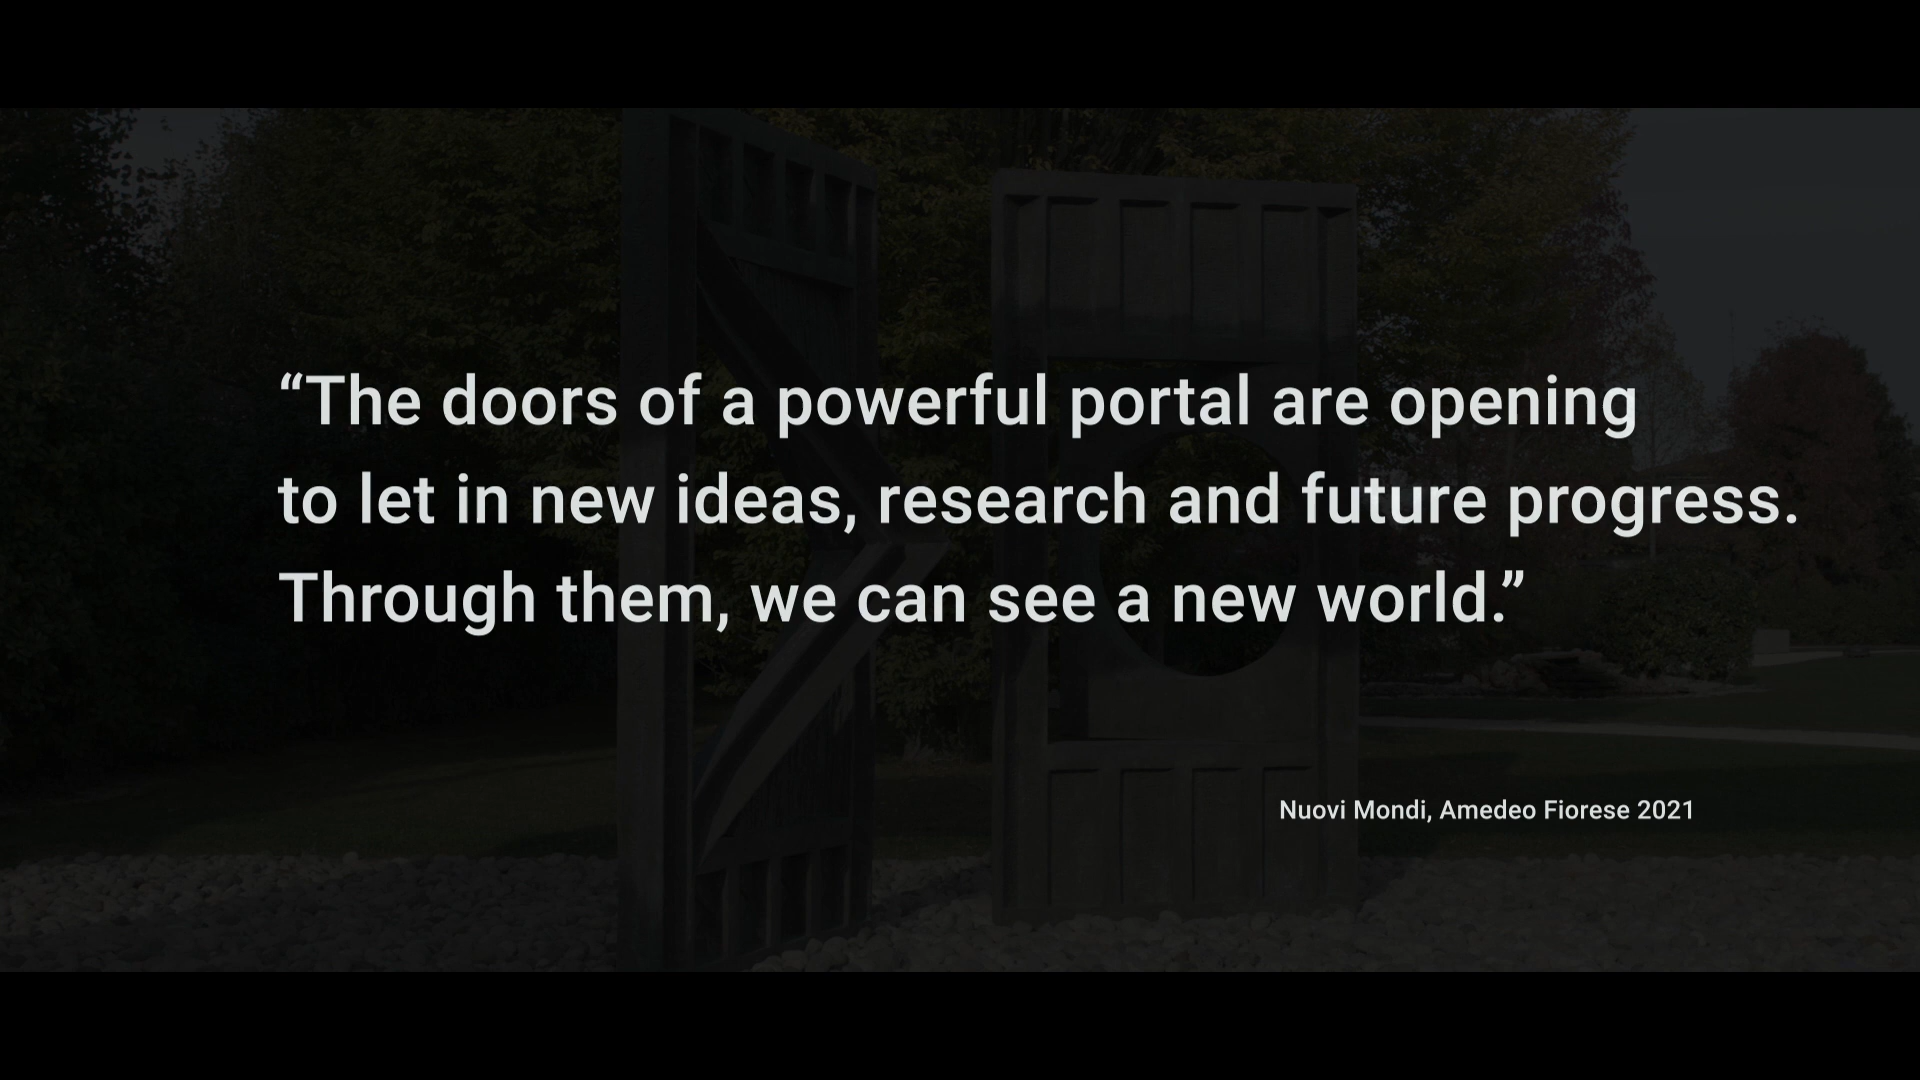 “The doors of a powerful portal are opening
to let in new ideas, research and future progress.
Through them, we can see a new world.”
Nuovi Mondi, Amedeo Fiorese 2021